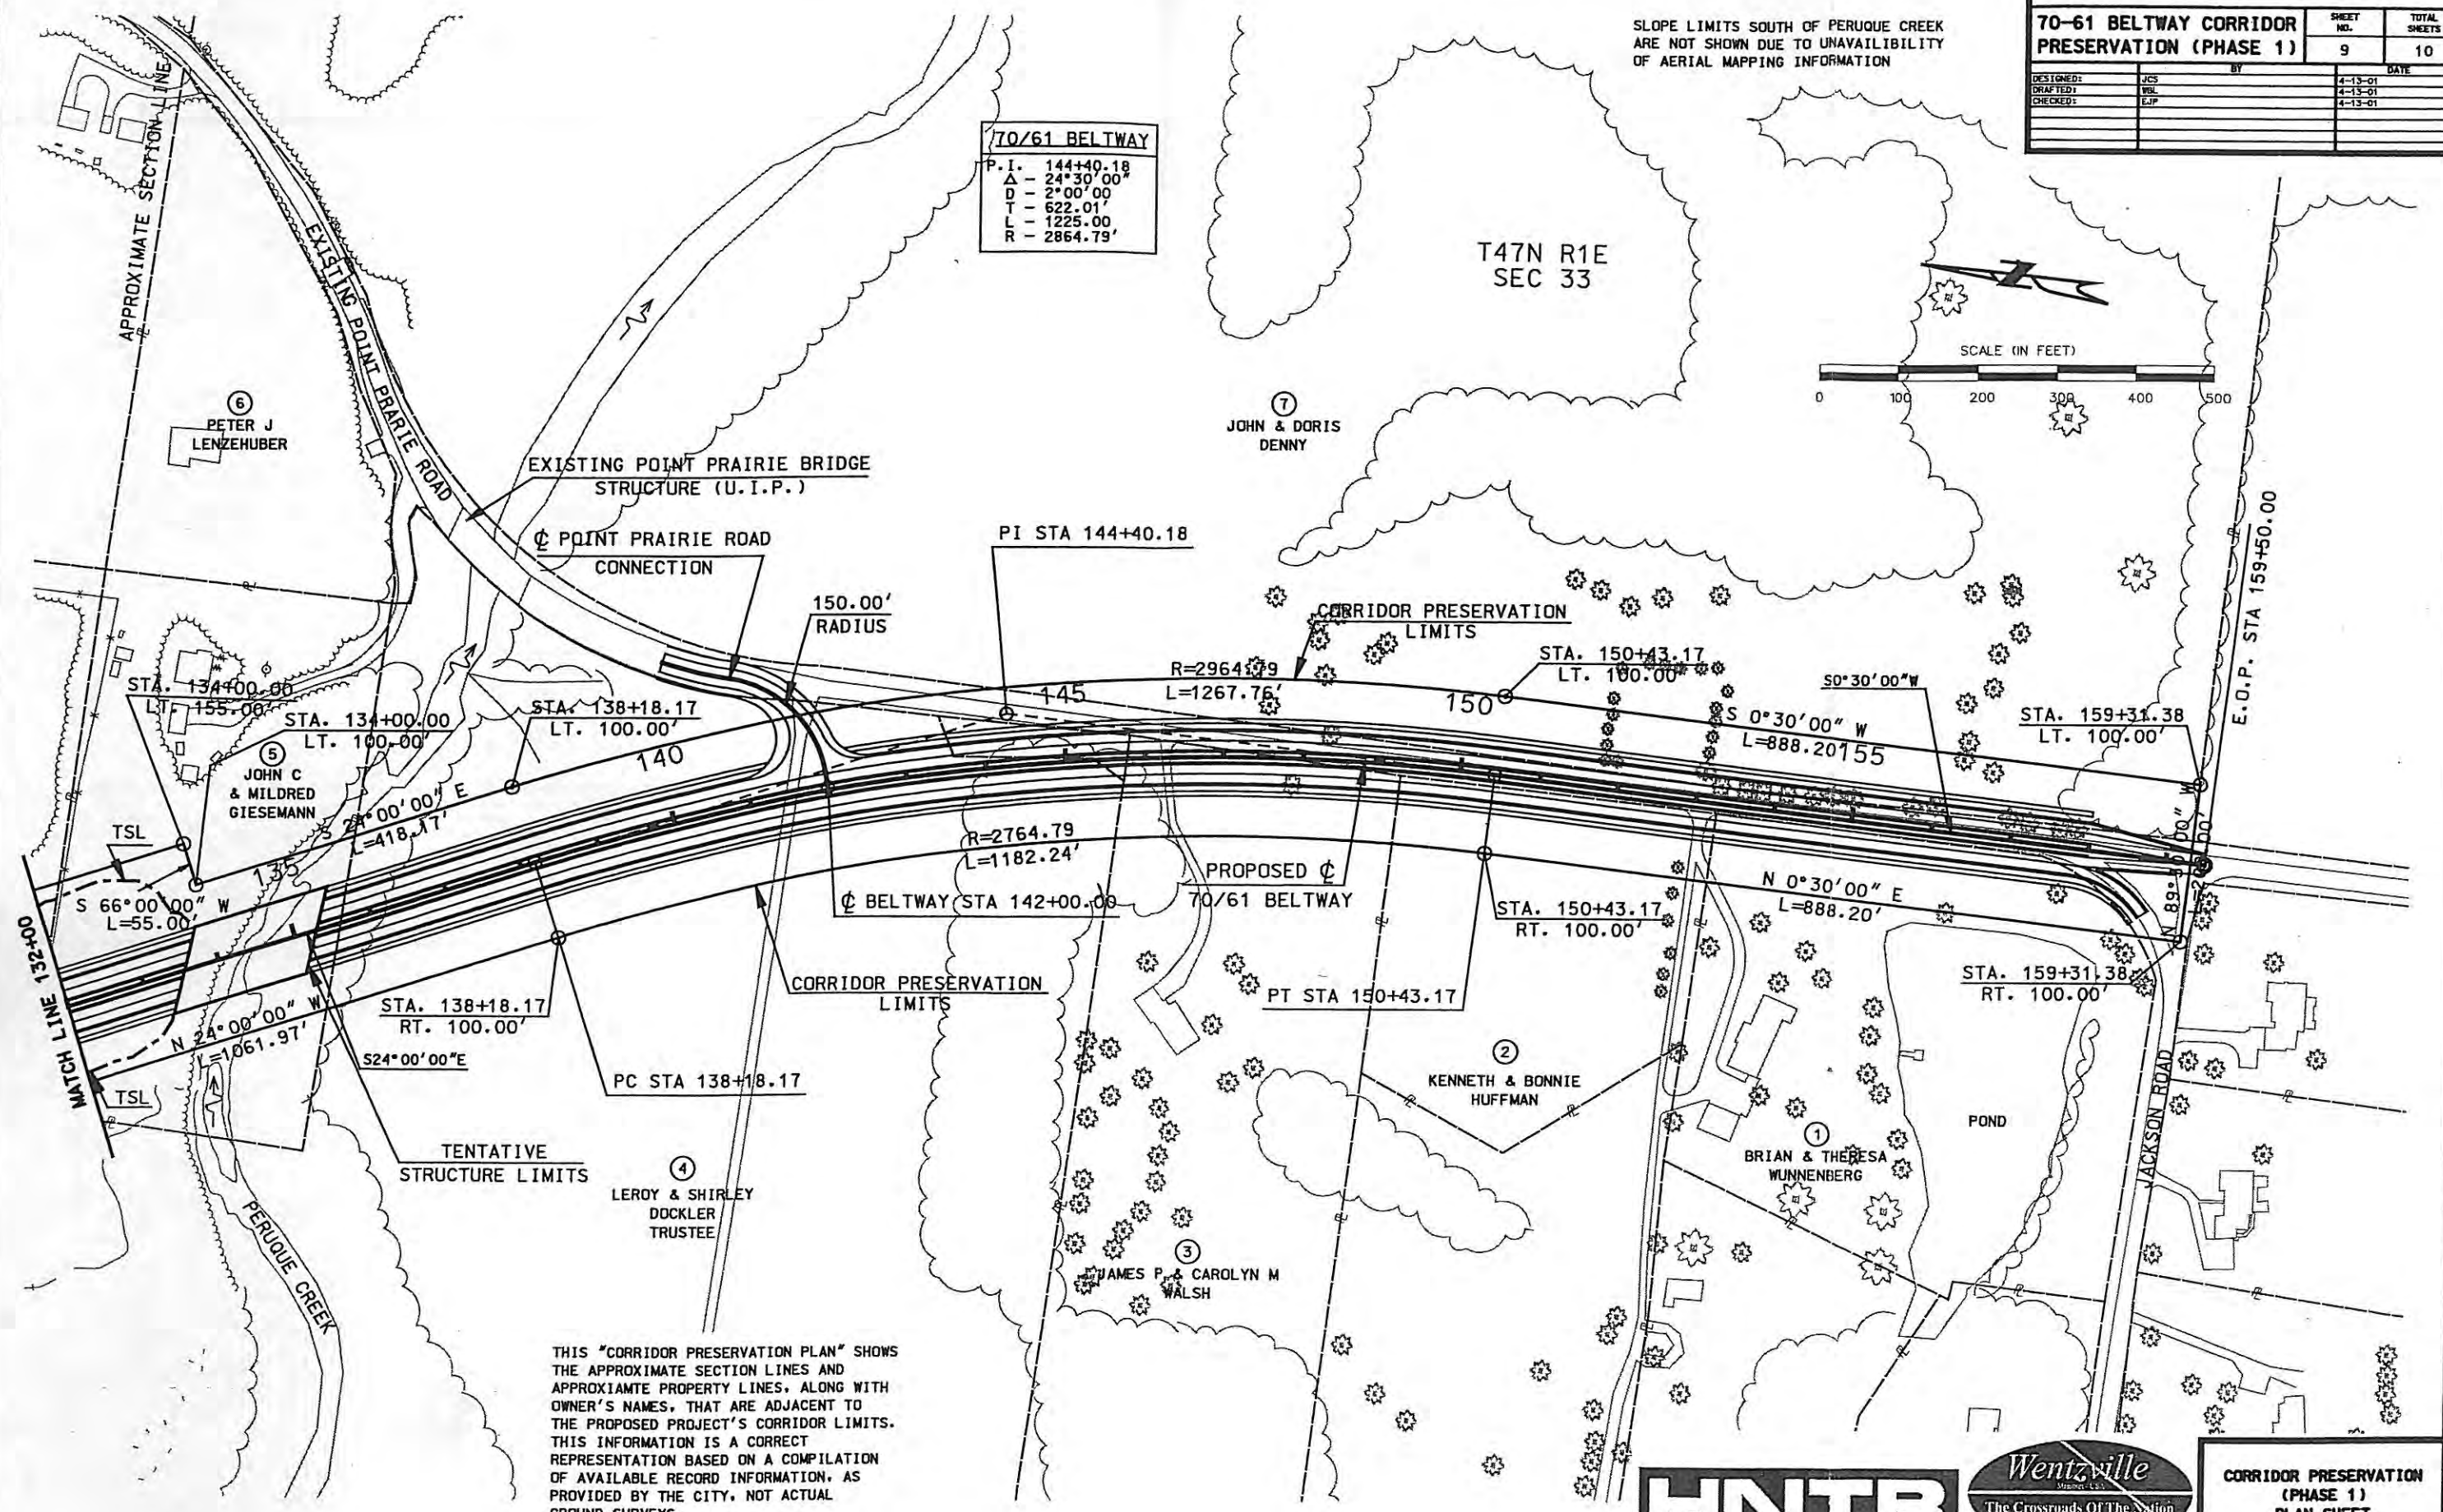 SLOPE LIMITS SOUTH OF PERUQUE CREEK
ARE NOT SHOWN DUE TO UNAVAILIBILITY
OF AERIAL MAPPING INFORMATION
70-61 BELTWAY CORRIDOR
PRESERVATION (PHASE 1)
SHEET
NO.
9
TOTAL
SHEETS
10
BY
DATE
DESIGNED: JCS 4-13-01
DRAFTED: WBL 4-13-01
CHECKED: EJP 4-13-01
70/61 BELTWAY
P.I. 144+40.18
Δ - 24°30'00"
D - 2°00'00
T - 622.01'
L - 1225.00
R - 2864.79'
T47N R1E
SEC 33
SCALE (IN FEET)
0 100 200 300 400 500
APPROXIMATE SECTION LINE
EXISTING POINT PRARIE ROAD
6
PETER J
LENZEHUBER
7
JOHN & DORIS
DENNY
EXISTING POINT PRAIRIE BRIDGE
STRUCTURE (U.I.P.)
℄ POINT PRAIRIE ROAD
CONNECTION
150.00'
RADIUS
PI STA 144+40.18
CORRIDOR PRESERVATION
LIMITS
E.O.P. STA 159+50.00
STA. 134+00.00
LT. 155.00'
STA. 134+00.00
LT. 100.00'
STA. 138+18.17
LT. 100.00'
R=2964.79
L=1267.76'
STA. 150+43.17
LT. 100.00'
S0°30'00"W
STA. 159+31.38
LT. 100.00'
S 0°30'00" W
L=888.20'
135
140
145
150
155
5
JOHN C
& MILDRED
GIESEMANN
S 24°00'00" E
L=418.17'
TSL
S 66°00'00" W
L=55.00'
MATCH LINE 132+00
R=2764.79
L=1182.24'
PROPOSED ℄
70/61 BELTWAY
℄ BELTWAY STA 142+00.00
N 0°30'00" E
L=888.20'
STA. 150+43.17
RT. 100.00'
STA. 159+31.38
RT. 100.00'
CORRIDOR PRESERVATION
LIMITS
PT STA 150+43.17
STA. 138+18.17
RT. 100.00'
N 24°00'00" W
L=1061.97'
S24°00'00"E
PC STA 138+18.17
TSL
TENTATIVE
STRUCTURE LIMITS
PERUQUE CREEK
4
LEROY & SHIRLEY
DOCKLER
TRUSTEE
3
JAMES P. & CAROLYN M
WALSH
2
KENNETH & BONNIE
HUFFMAN
1
BRIAN & THERESA
WUNNENBERG
POND
JACKSON ROAD
THIS "CORRIDOR PRESERVATION PLAN" SHOWS
THE APPROXIMATE SECTION LINES AND
APPROXIAMTE PROPERTY LINES, ALONG WITH
OWNER'S NAMES, THAT ARE ADJACENT TO
THE PROPOSED PROJECT'S CORRIDOR LIMITS.
THIS INFORMATION IS A CORRECT
REPRESENTATION BASED ON A COMPILATION
OF AVAILABLE RECORD INFORMATION, AS
PROVIDED BY THE CITY, NOT ACTUAL
GROUND SURVEYS
HNTB
Wentzville
The Crossroads Of The Nation
CORRIDOR PRESERVATION
(PHASE 1)
PLAN SHEET